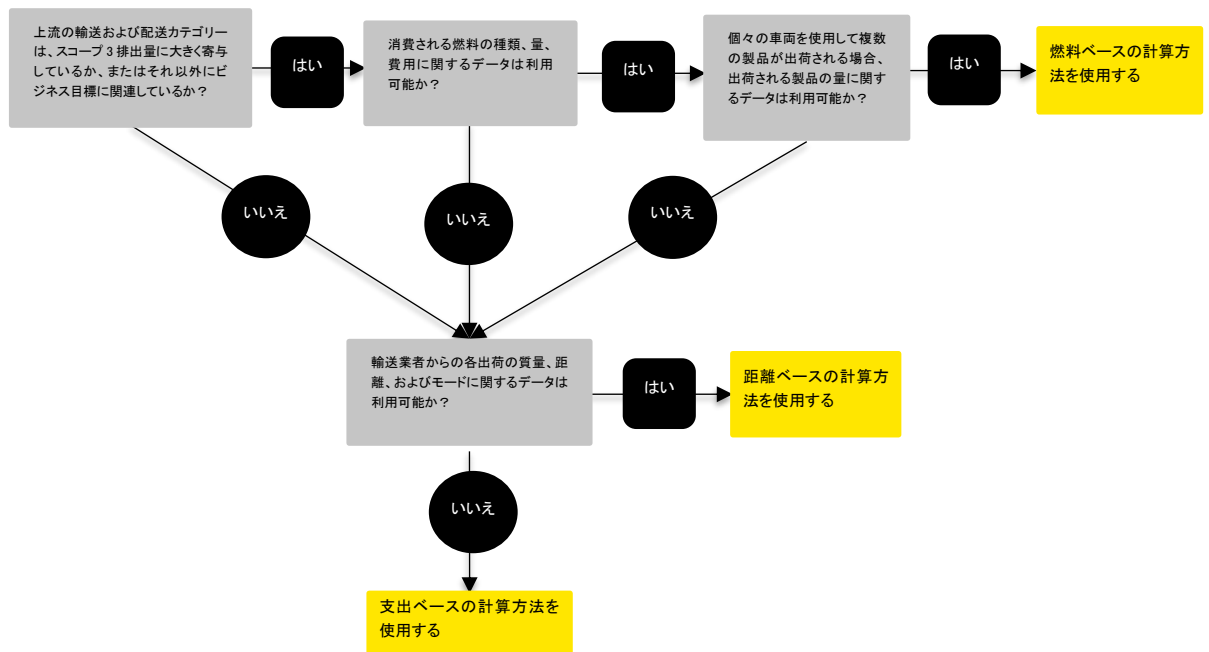 上流の輸送および配送カテゴリー
は、スコープ 3 排出量に大きく寄与
しているか、またはそれ以外にビ
ジネス目標に関連しているか?
はい
消費される燃料の種類、量、
費用に関するデータは利用
可能か?
はい
個々の車両を使用して複数
の製品が出荷される場合、
出荷される製品の量に関す
るデータは利用可能か?
はい
燃料ベースの計算方
法を使用する
いいえ
いいえ
いいえ
輸送業者からの各出荷の質量、距
離、およびモードに関するデータは
利用可能か?
はい
距離ベースの計算方
法を使用する
いいえ
支出ベースの計算方法を
使用する